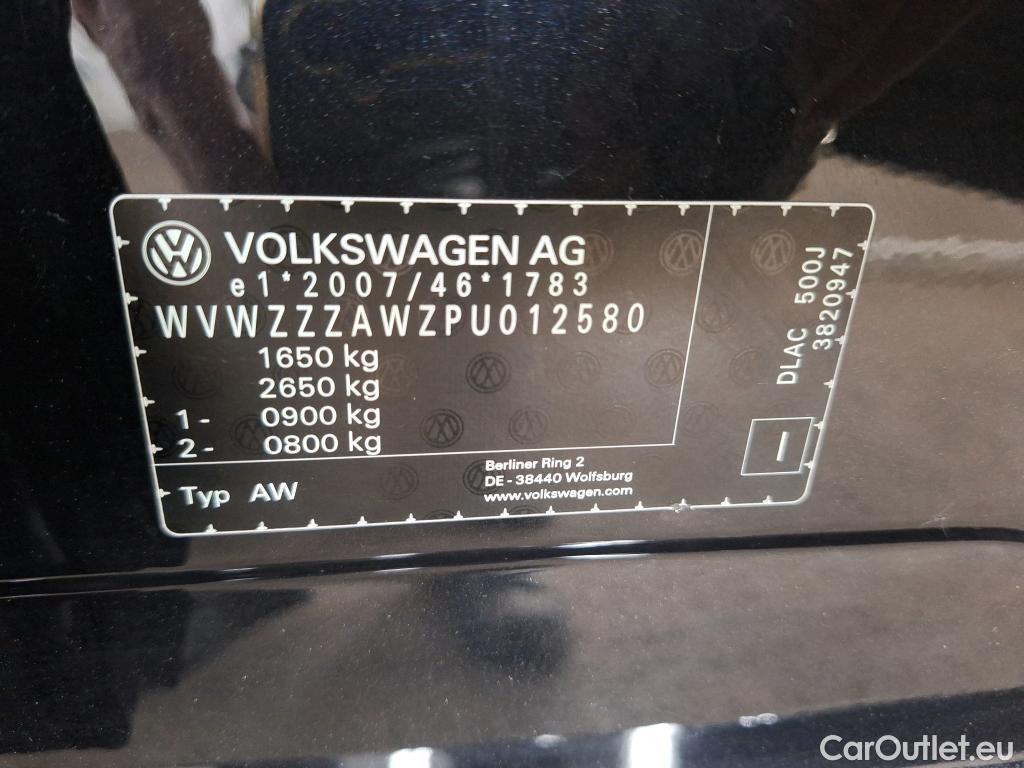 VOLKSWAGEN AG
e1*2007/46*1783
WVWZZZAWZPU012580
1650 kg
2650 kg
1- 0900 kg
2- 0800 kg
Typ AW
Berliner Ring 2
DE - 38440 Wolfsburg
www.volkswagen.com
DLAC 500J
3820947
I
CarOutlet.eu